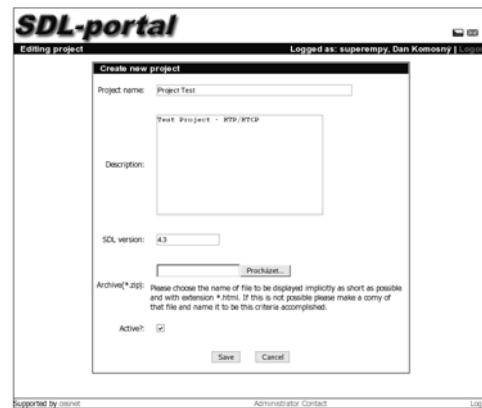 SDL-portal
Editing project
Logged as: superempy, Dan Komosný | Logou
Create new project
Project name: Project Test
Description: Test Project - RTP/RTCP
SDL version: 4.3
Procházet...
Archive(*.zip): Please choose the name of file to be displayed implicitly as short as possible
and with extension *.html. If this is not possible please make a comy of
that file and name it to be this criteria accomplished.
Active?:
Save Cancel
Supported by cesnet Administrator Contact Log